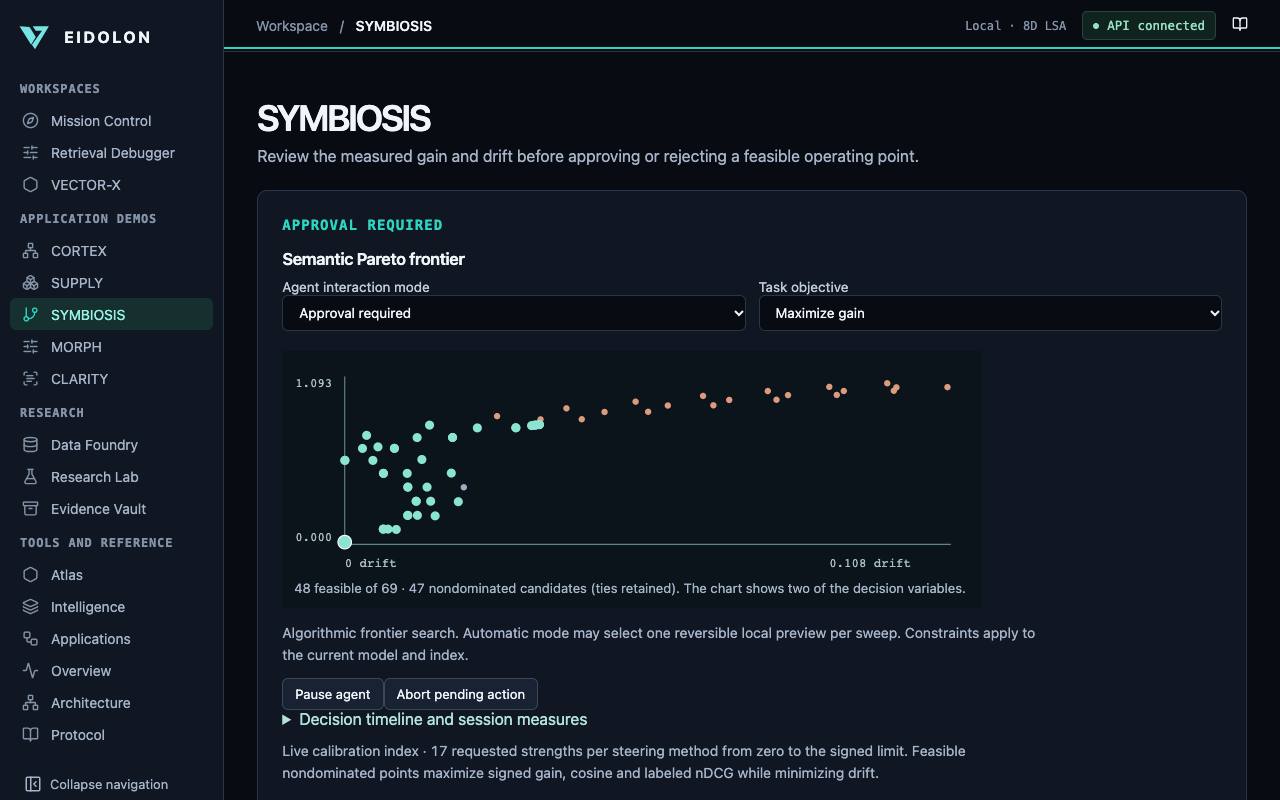 EIDOLON
WORKSPACES
Mission Control
Retrieval Debugger
VECTOR-X
APPLICATION DEMOS
CORTEX
SUPPLY
SYMBIOSIS
MORPH
CLARITY
RESEARCH
Data Foundry
Research Lab
Evidence Vault
TOOLS AND REFERENCE
Atlas
Intelligence
Applications
Overview
Architecture
Protocol
Collapse navigation
Workspace / SYMBIOSIS
Local · 8D LSA
API connected
SYMBIOSIS
Review the measured gain and drift before approving or rejecting a feasible operating point.
APPROVAL REQUIRED
Semantic Pareto frontier
Agent interaction mode
Approval required
Task objective
Maximize gain
1.093
0.000
0 drift
0.108 drift
48 feasible of 69 · 47 nondominated candidates (ties retained). The chart shows two of the decision variables.
Algorithmic frontier search. Automatic mode may select one reversible local preview per sweep. Constraints apply to
the current model and index.
Pause agent
Abort pending action
Decision timeline and session measures
Live calibration index · 17 requested strengths per steering method from zero to the signed limit. Feasible
nondominated points maximize signed gain, cosine and labeled nDCG while minimizing drift.